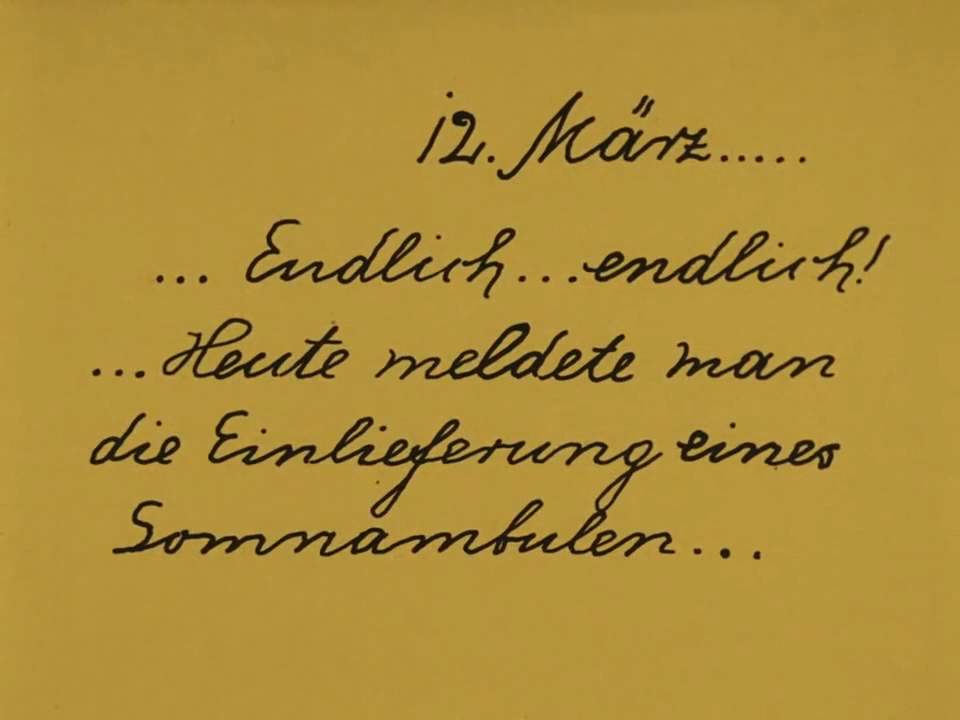 12. März.....
... Endlich...endlich!
...Heute meldete man
die Einlieferung eines
Somnambulen...